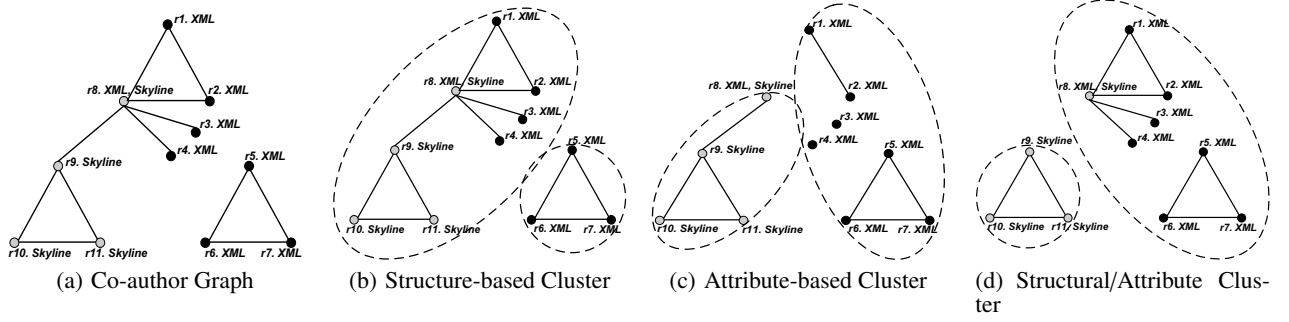 r1. XML
r8. XML, Skyline
r2. XML
r3. XML
r4. XML
r9. Skyline
r5. XML
r10. Skyline
r11. Skyline
r6. XML
r7. XML
(a) Co-author Graph
r1. XML
r8. XML, Skyline
r2. XML
r3. XML
r4. XML
r9. Skyline
r5. XML
r10. Skyline
r11. Skyline
r6. XML
r7. XML
(b) Structure-based Cluster
r1. XML
r8. XML, Skyline
r2. XML
r3. XML
r4. XML
r9. Skyline
r5. XML
r10. Skyline
r11. Skyline
r6. XML
r7. XML
(c) Attribute-based Cluster
r1. XML
r8. XML, Skyline
r2. XML
r3. XML
r4. XML
r9. Skyline
r5. XML
r10. Skyline
r11. Skyline
r6. XML
r7. XML
(d) Structural/Attribute Clus-
ter